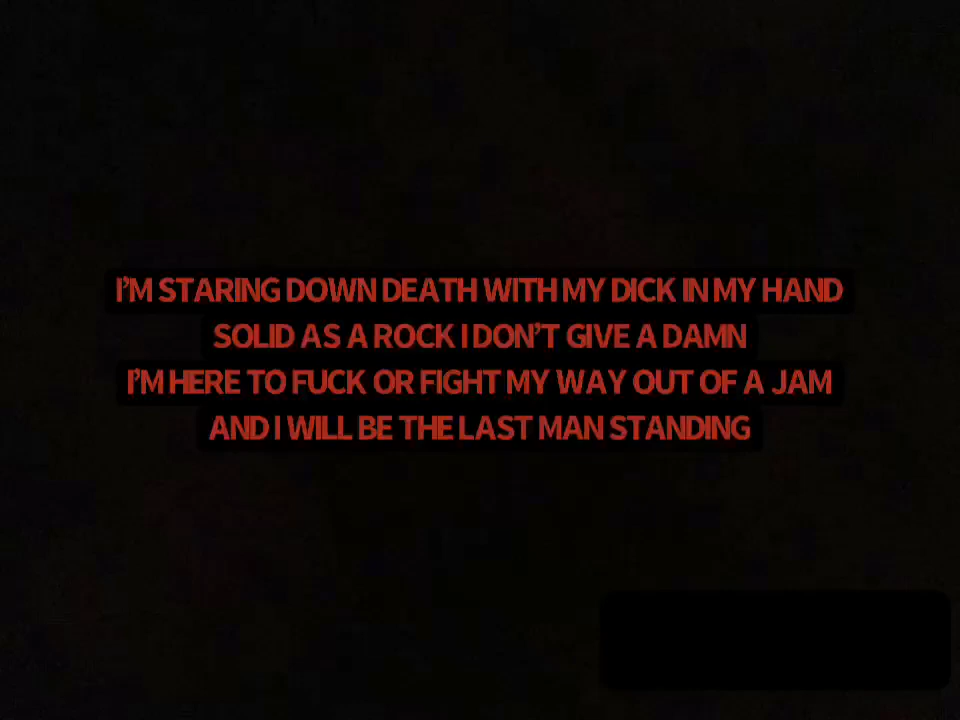 I'M STARING DOWN DEATH WITH MY DICK IN MY HAND
SOLID AS A ROCK I DON'T GIVE A DAMN
I'M HERE TO FUCK OR FIGHT MY WAY OUT OF A JAM
AND I WILL BE THE LAST MAN STANDING